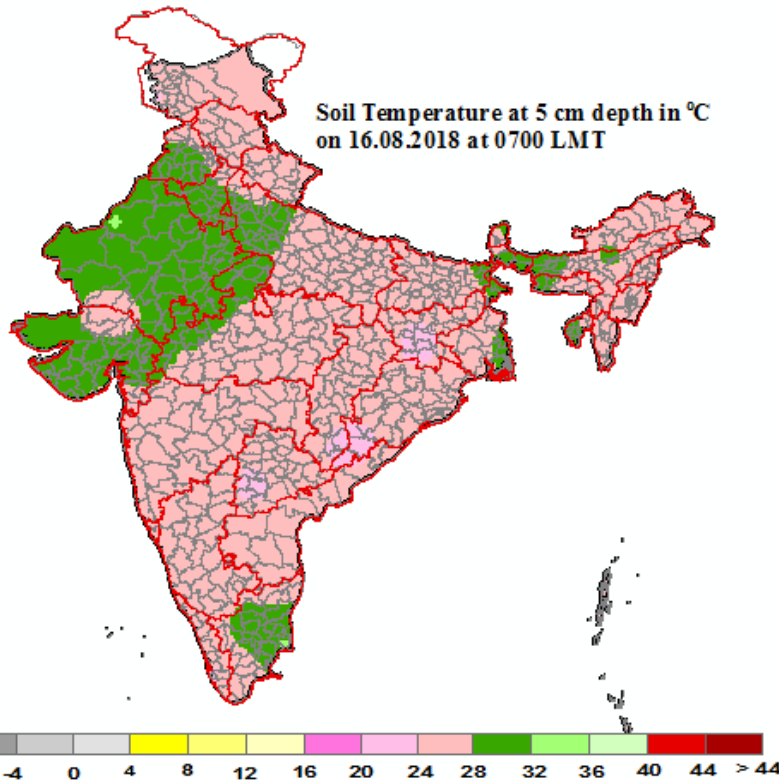 Soil Temperature at 5 cm depth in ⁰C
on 16.08.2018 at 0700 LMT
-4 0 4 8 12 16 20 24 28 32 36 40 44 > 44